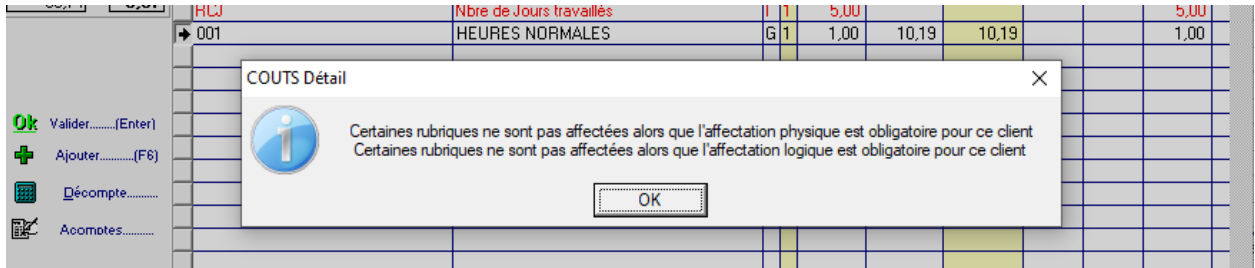 RCJ Nbre de Jours travaillés 1 5,00 5,00
001 HEURES NORMALES G 1 1,00 10,19 10,19 1,00
COUTS Détail
Certaines rubriques ne sont pas affectées alors que l'affectation physique est obligatoire pour ce client
Certaines rubriques ne sont pas affectées alors que l'affectation logique est obligatoire pour ce client
OK
Ok Valider........(Enter)
Ajouter...........(F6)
Décompte..........
Acomptes..........